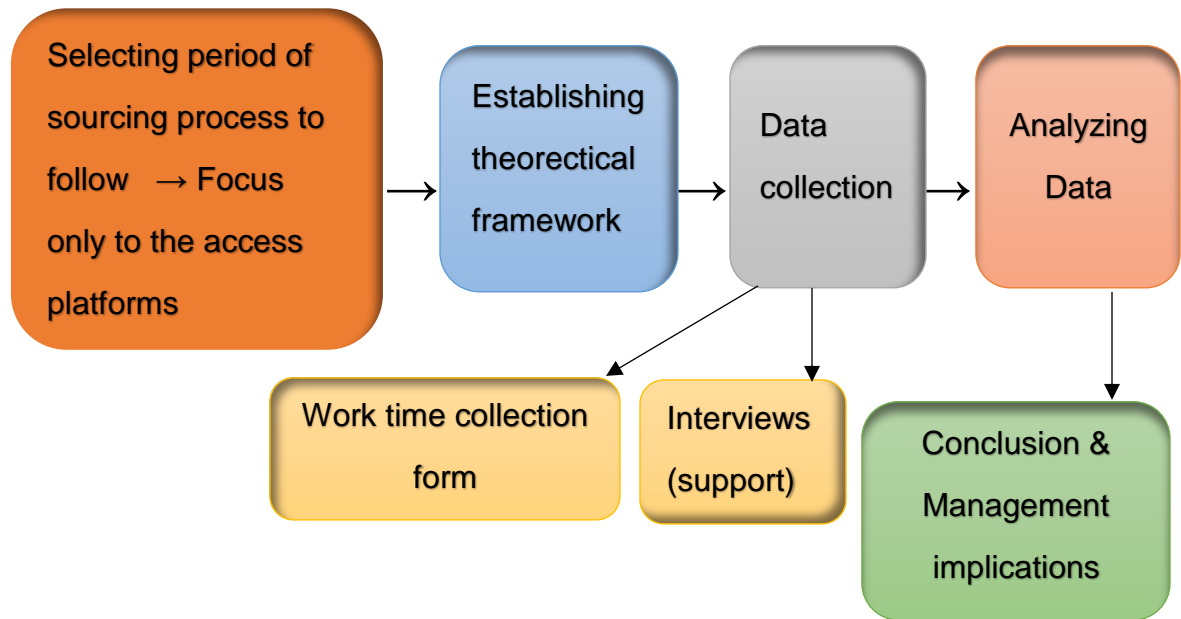 Selecting period of
sourcing process to
follow → Focus
only to the access
platforms
Establishing
theorectical
framework
Data
collection
Analyzing
Data
Work time collection
form
Interviews
(support)
Conclusion &
Management
implications